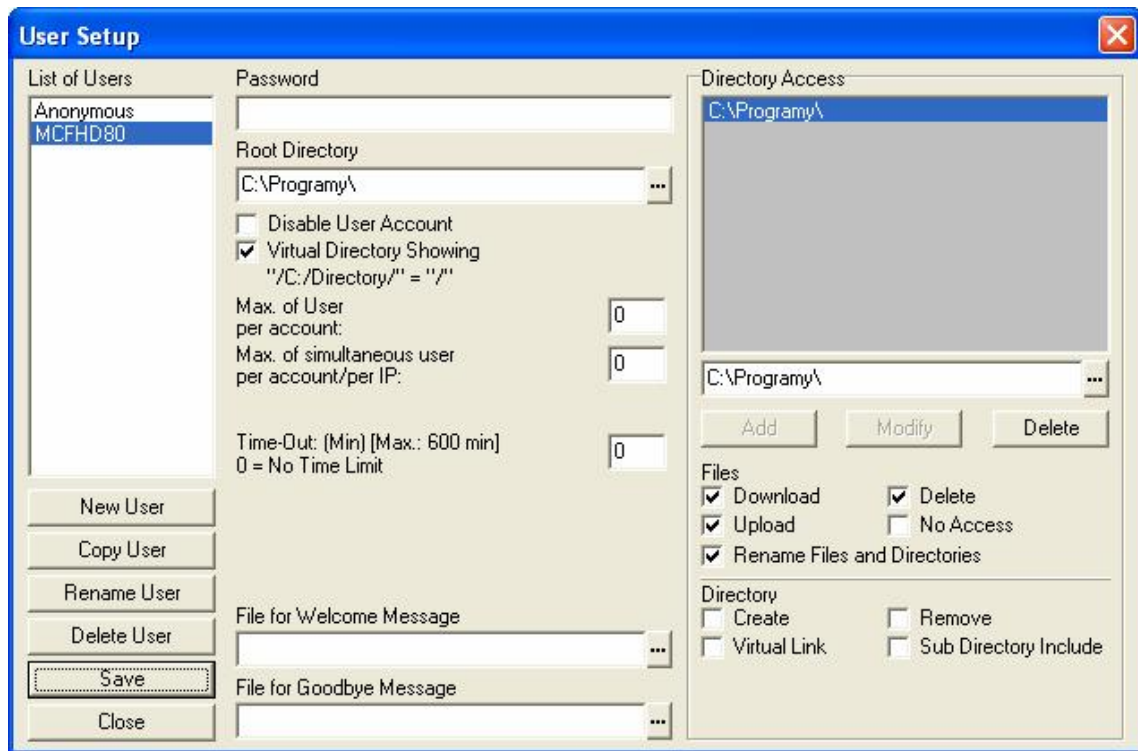 User Setup
List of Users
Anonymous
MCFHD80
New User
Copy User
Rename User
Delete User
Save
Close
Password
Root Directory
C:\Programy\
...
Disable User Account
Virtual Directory Showing
"/C:/Directory/" = "/"
Max. of User
per account:
0
Max. of simultaneous user
per account/per IP:
0
Time-Out: (Min) [Max.: 600 min]
0 = No Time Limit
0
File for Welcome Message
...
File for Goodbye Message
...
Directory Access
C:\Programy\
C:\Programy\
...
Add Modify Delete
Files
Download Delete
Upload No Access
Rename Files and Directories
Directory
Create Remove
Virtual Link Sub Directory Include